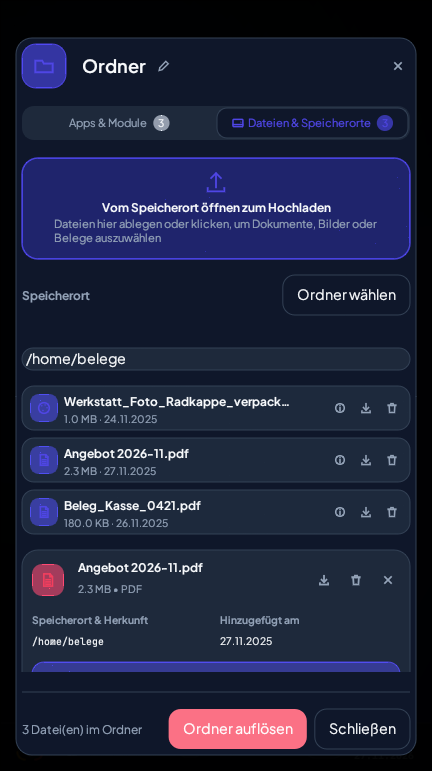 Ordner
Apps & Module 3
Dateien & Speicherorte 3
Vom Speicherort öffnen zum Hochladen
Dateien hier ablegen oder klicken, um Dokumente, Bilder oder
Belege auszuwählen
Speicherort
Ordner wählen
/home/belege
Werkstatt_Foto_Radkappe_verpack…
1.0 MB · 24.11.2025
Angebot 2026-11.pdf
2.3 MB · 27.11.2025
Beleg_Kasse_0421.pdf
180.0 KB · 26.11.2025
Angebot 2026-11.pdf
2.3 MB • PDF
Speicherort & Herkunft
Hinzugefügt am
/home/belege
27.11.2025
3 Datei(en) im Ordner
Ordner auflösen
Schließen